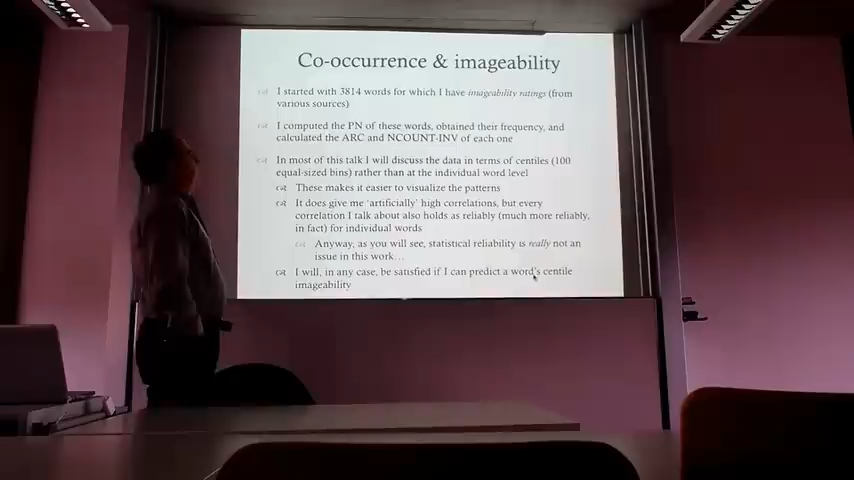 Co-occurrence & imageability
I started with 3814 words for which I have imageability ratings (from
various sources)
I computed the PN of these words, obtained their frequency, and
calculated the ARC and NCOUNT-INV of each one
In most of this talk I will discuss the data in terms of centiles (100
equal-sized bins) rather than at the individual word level
These makes it easier to visualize the patterns
It does give me 'artificially' high correlations, but every
correlation I talk about also holds as reliably (much more reliably,
in fact) for individual words
Anyway, as you will see, statistical reliability is really not an
issue in this work…
I will, in any case, be satisfied if I can predict a word's centile
imageability